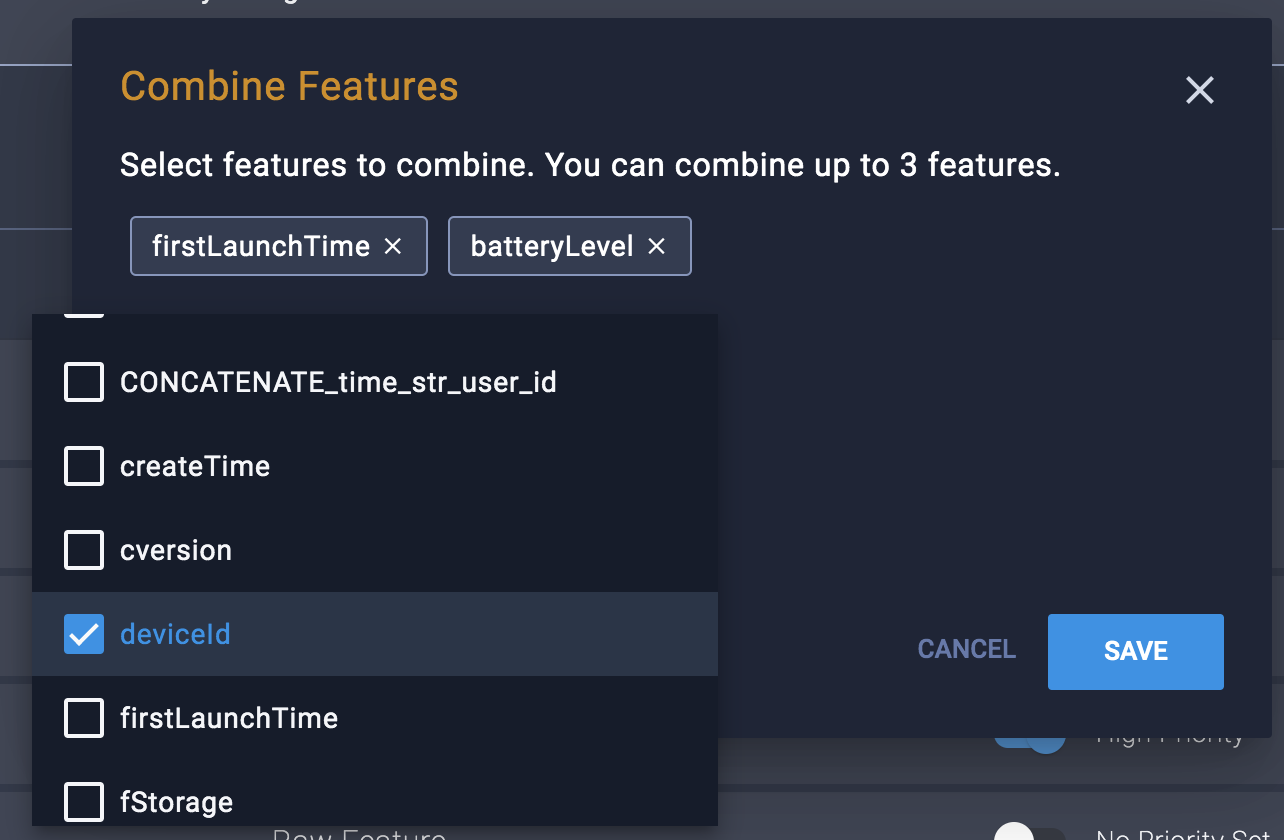 Combine Features
Select features to combine. You can combine up to 3 features.
firstLaunchTime
batteryLevel
CONCATENATE_time_str_user_id
createTime
cversion
deviceId
firstLaunchTime
fStorage
CANCEL
SAVE
High Priority
Raw Feature
No Priority Set